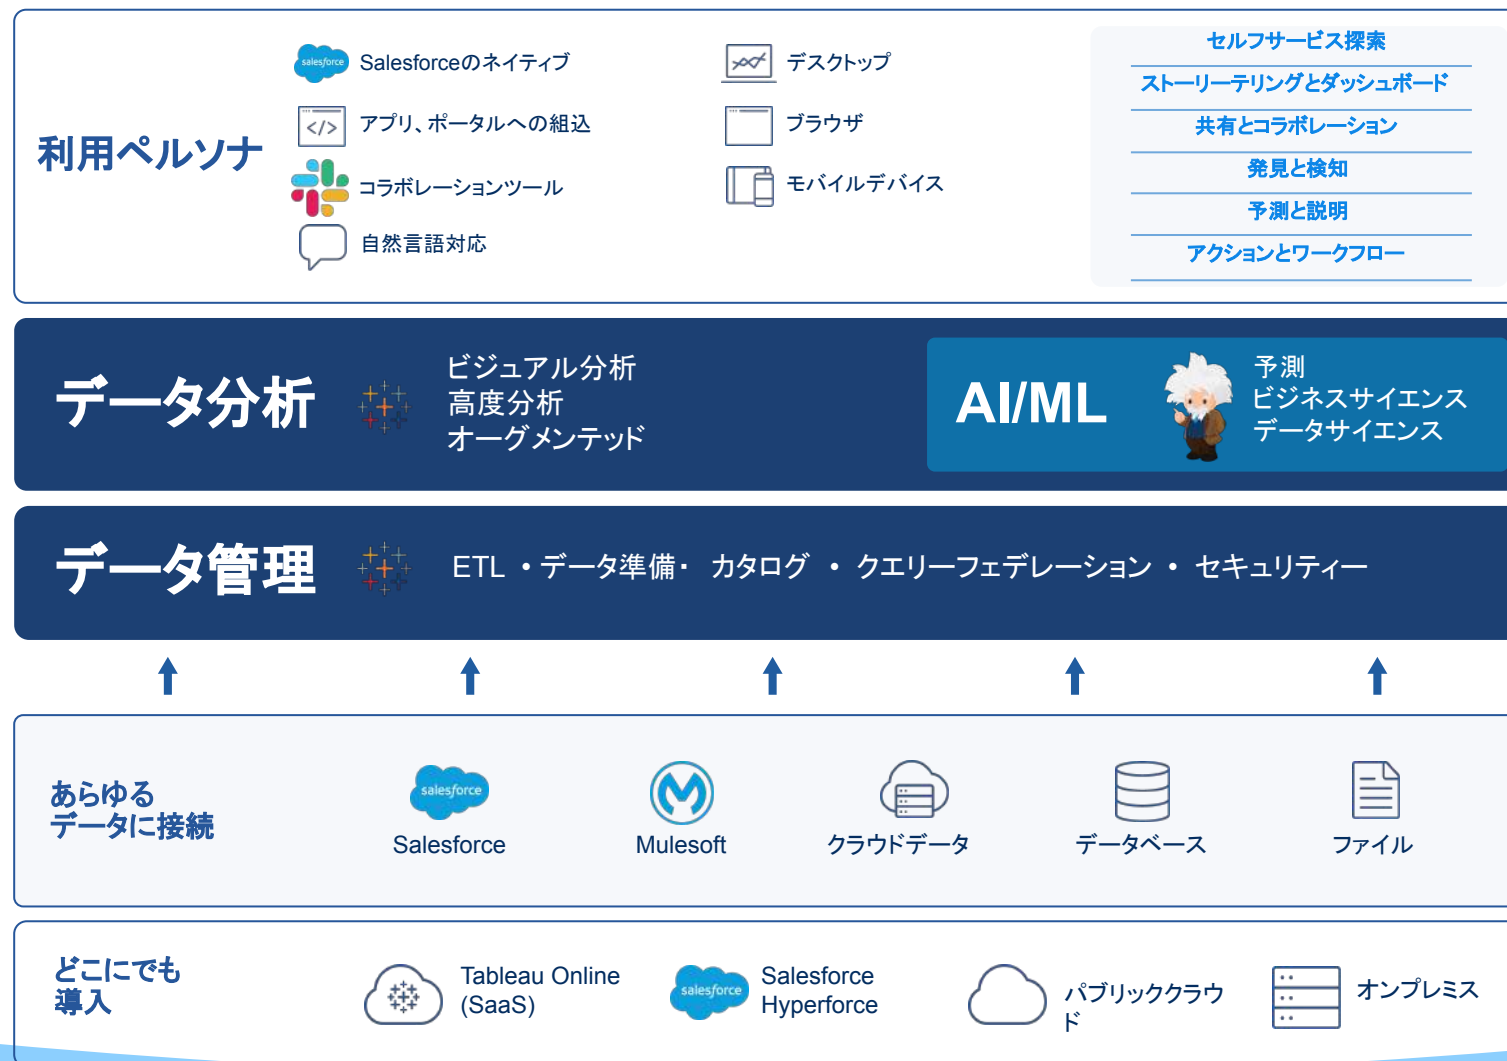 利用ペルソナ
salesforce
Salesforceのネイティブ
</>
アプリ、ポータルへの組込
コラボレーションツール
自然言語対応
デスクトップ
ブラウザ
モバイルデバイス
セルフサービス探索
ストーリーテリングとダッシュボード
共有とコラボレーション
発見と検知
予測と説明
アクションとワークフロー
データ分析
ビジュアル分析
高度分析
オーグメンテッド
AI/ML
予測
ビジネスサイエンス
データサイエンス
データ管理
ETL ・データ準備・ カタログ ・ クエリーフェデレーション ・ セキュリティー
あらゆる
データに接続
salesforce
Salesforce
Mulesoft
クラウドデータ
データベース
ファイル
どこにでも
導入
Tableau Online
(SaaS)
salesforce
Salesforce
Hyperforce
パブリッククラウ
ド
オンプレミス